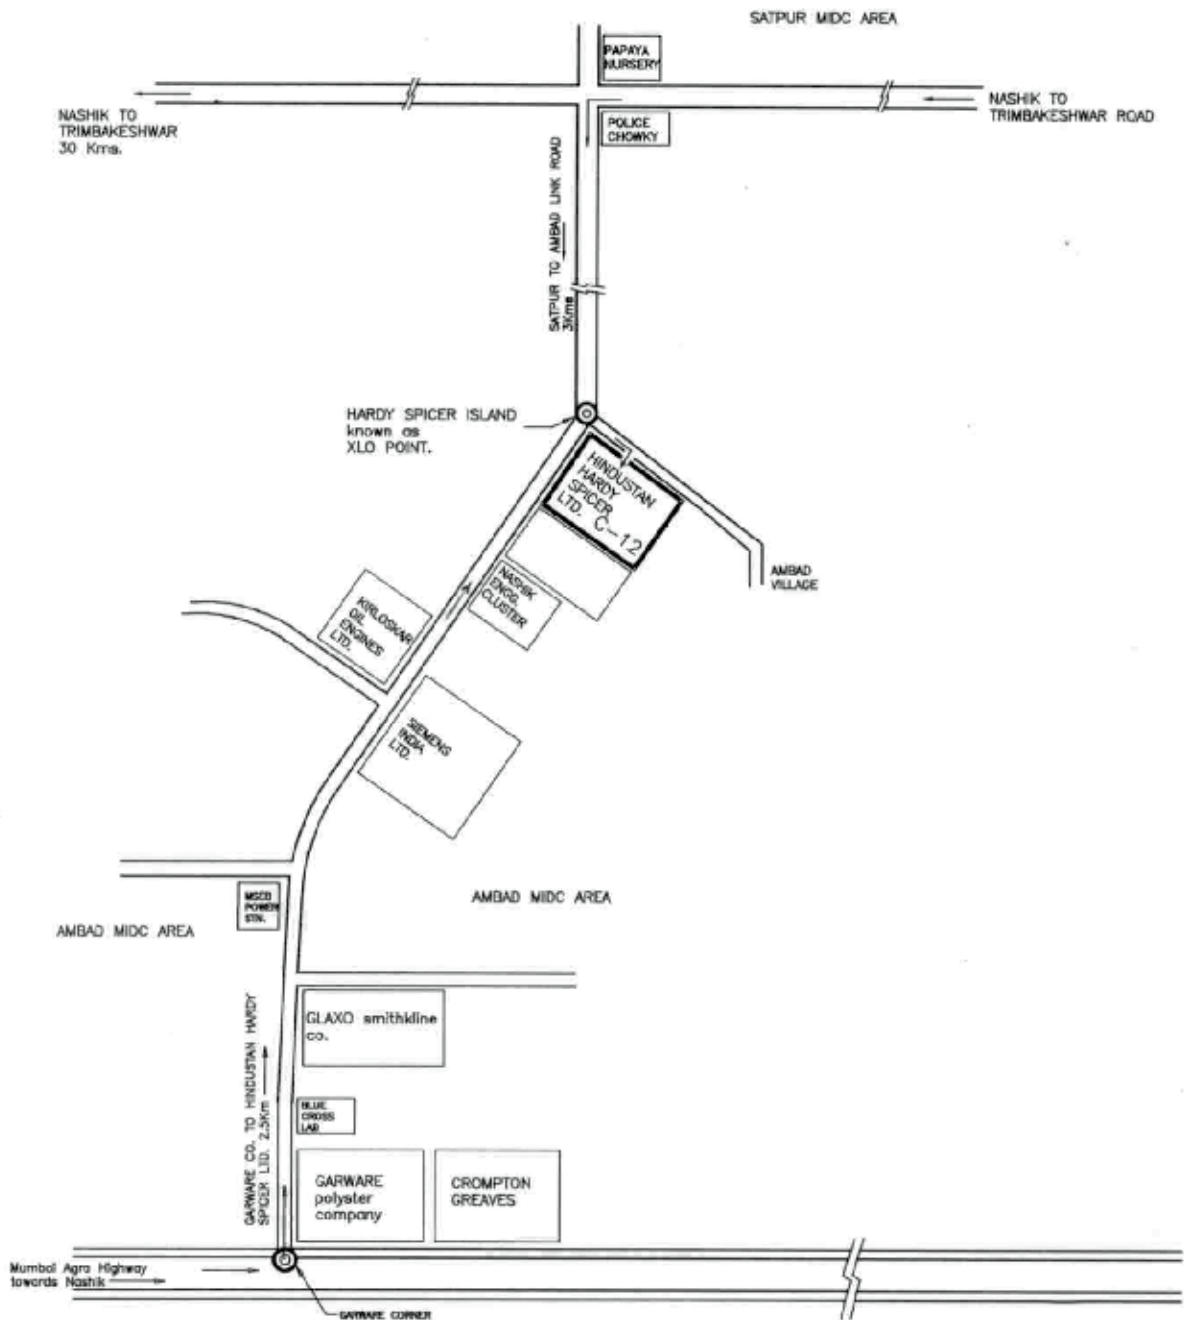 SATPUR MIDC AREA
PAPAYA
NURSERY
NASHIK TO
TRIMBAKESHWAR
30 Kms.
NASHIK TO
TRIMBAKESHWAR ROAD
POLICE
CHOWKY
SATPUR TO AMBAD LINK ROAD
3Kms
HARDY SPICER ISLAND
known as
XLO POINT.
HINDUSTAN
HARDY
SPICER
LTD. C-12
AMBAD
VILLAGE
NASHIK
ENGG.
CLUSTER
KIRLOSKAR
OIL
ENGINES
LTD.
SIEMENS
INDIA
LTD.
MSEB
POWER
STN.
AMBAD MIDC AREA
AMBAD MIDC AREA
GLAXO smithkline
co.
GARWARE CO. TO HINDUSTAN HARDY
SPICER LTD. 2.5Km
BLUE
CROSS
LAB
GARWARE
polyster
company
CROMPTON
GREAVES
Mumbai Agra Highway
towards Nashik
GARWARE CORNER